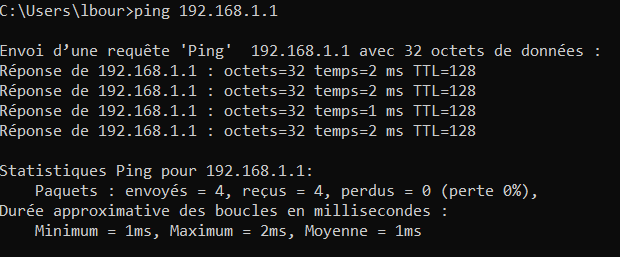 C:\Users\lbour>ping 192.168.1.1
Envoi d’une requête 'Ping'  192.168.1.1 avec 32 octets de données :
Réponse de 192.168.1.1 : octets=32 temps=2 ms TTL=128
Réponse de 192.168.1.1 : octets=32 temps=2 ms TTL=128
Réponse de 192.168.1.1 : octets=32 temps=1 ms TTL=128
Réponse de 192.168.1.1 : octets=32 temps=2 ms TTL=128
Statistiques Ping pour 192.168.1.1:
    Paquets : envoyés = 4, reçus = 4, perdus = 0 (perte 0%),
Durée approximative des boucles en millisecondes :
    Minimum = 1ms, Maximum = 2ms, Moyenne = 1ms